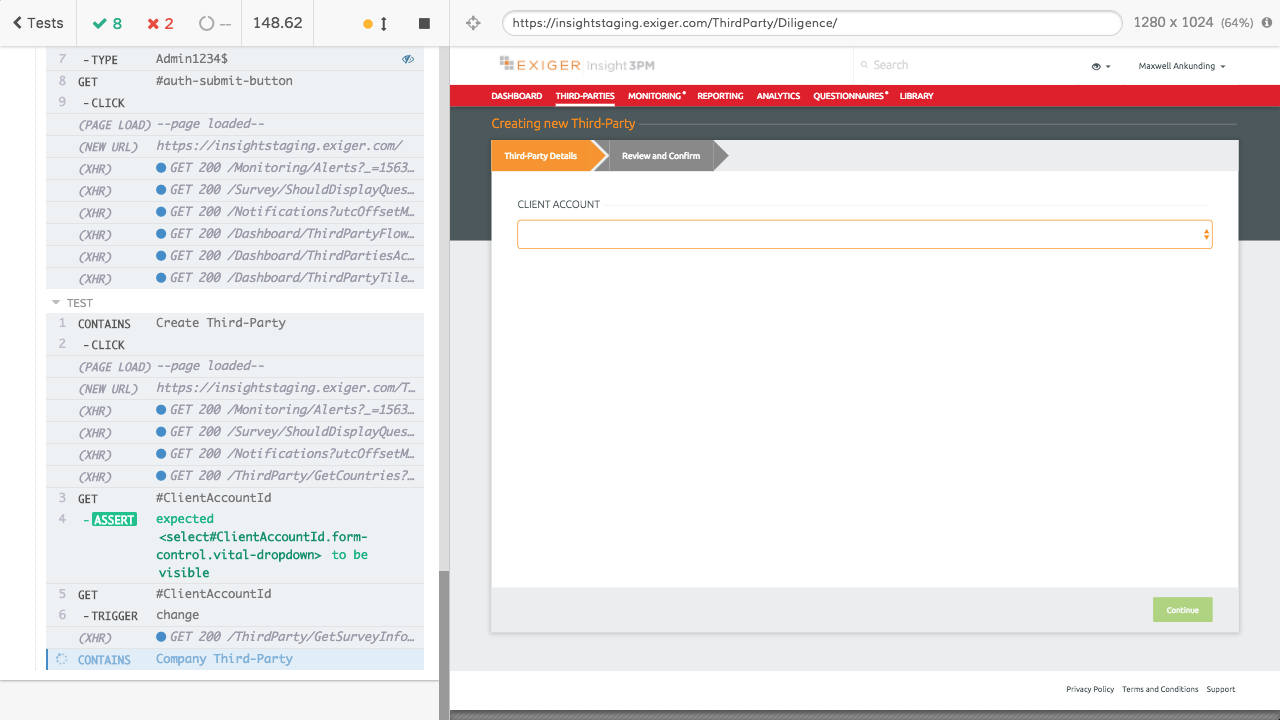 Tests 8 2 -- 148.62
https://insightstaging.exiger.com/ThirdParty/Diligence/ 1280 x 1024 (64%)
7 - TYPE Admin1234$
8 GET #auth-submit-button
9 - CLICK
(PAGE LOAD) --page loaded--
(NEW URL) https://insightstaging.exiger.com/
(XHR) GET 200 /Monitoring/Alerts?_=1563...
(XHR) GET 200 /Survey/ShouldDisplayQues...
(XHR) GET 200 /Notifications?utcOffsetM...
(XHR) GET 200 /Dashboard/ThirdPartyFlow...
(XHR) GET 200 /Dashboard/ThirdPartiesAc...
(XHR) GET 200 /Dashboard/ThirdPartyTile...
TEST
1 CONTAINS Create Third-Party
2 - CLICK
(PAGE LOAD) --page loaded--
(NEW URL) https://insightstaging.exiger.com/T...
(XHR) GET 200 /Monitoring/Alerts?_=1563...
(XHR) GET 200 /Survey/ShouldDisplayQues...
(XHR) GET 200 /Notifications?utcOffsetM...
(XHR) GET 200 /ThirdParty/GetCountries?...
3 GET #ClientAccountId
4 - ASSERT expected
<select#ClientAccountId.form-
control.vital-dropdown> to be
visible
5 GET #ClientAccountId
6 - TRIGGER change
(XHR) GET 200 /ThirdParty/GetSurveyInfo...
CONTAINS Company Third-Party
EXIGER Insight 3PM
Search
Maxwell Ankunding
DASHBOARD THIRD-PARTIES MONITORING REPORTING ANALYTICS QUESTIONNAIRES LIBRARY
Creating new Third-Party
Third-Party Details Review and Confirm
CLIENT ACCOUNT
Continue
Privacy Policy Terms and Conditions Support